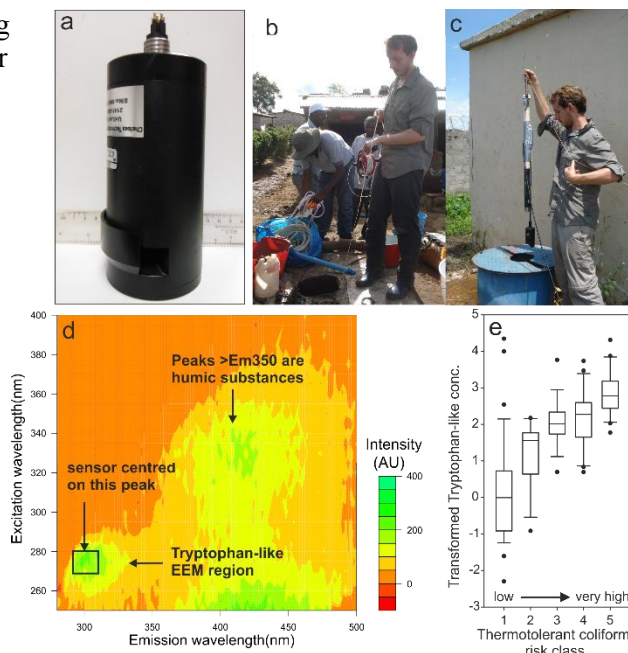 g
r
a
b
c
d
Peaks >Em350 are
humic substances
sensor centred
on this peak
Tryptophan-like
EEM region
Excitation wavelength(nm)
400
380
360
340
320
300
280
260
300
350
400
450
500
Emission wavelength(nm)
Intensity
(AU)
400
200
0
e
Transformed Tryptophan-like conc.
5
4
3
2
1
0
-1
-2
-3
low very high
1 2 3 4 5
Thermotolerant coliform
risk class